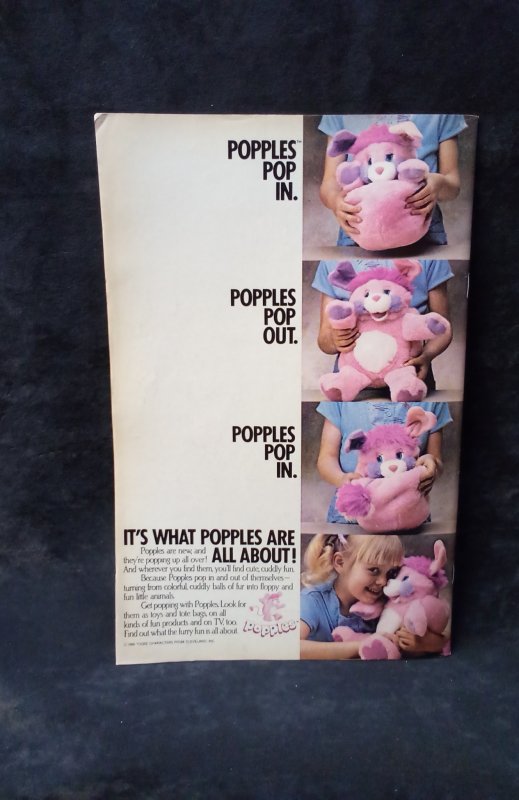 POPPLES™
POP
IN.
POPPLES
POP
OUT.
POPPLES
POP
IN.
IT'S WHAT POPPLES ARE
ALL ABOUT!
Popples are new, and
they're popping up all over!
And wherever you find them, you'll find cute, cuddly fun.
Because Popples pop in and out of themselves—
turning from colorful, cuddly balls of fur into floppy and
fun little animals.
Get popping with Popples. Look for
them as toys and tote bags, on all
kinds of fun products and on TV, too.
Find out what the furry fun is all about.
Popples
CHARACTERS FROM CLEVELAND, INC.